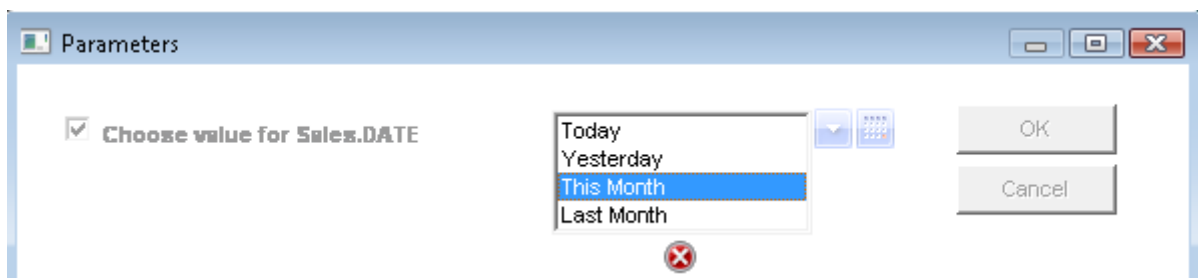 Parameters
Choose value for Sales.DATE
Today
Yesterday
This Month
Last Month
OK
Cancel